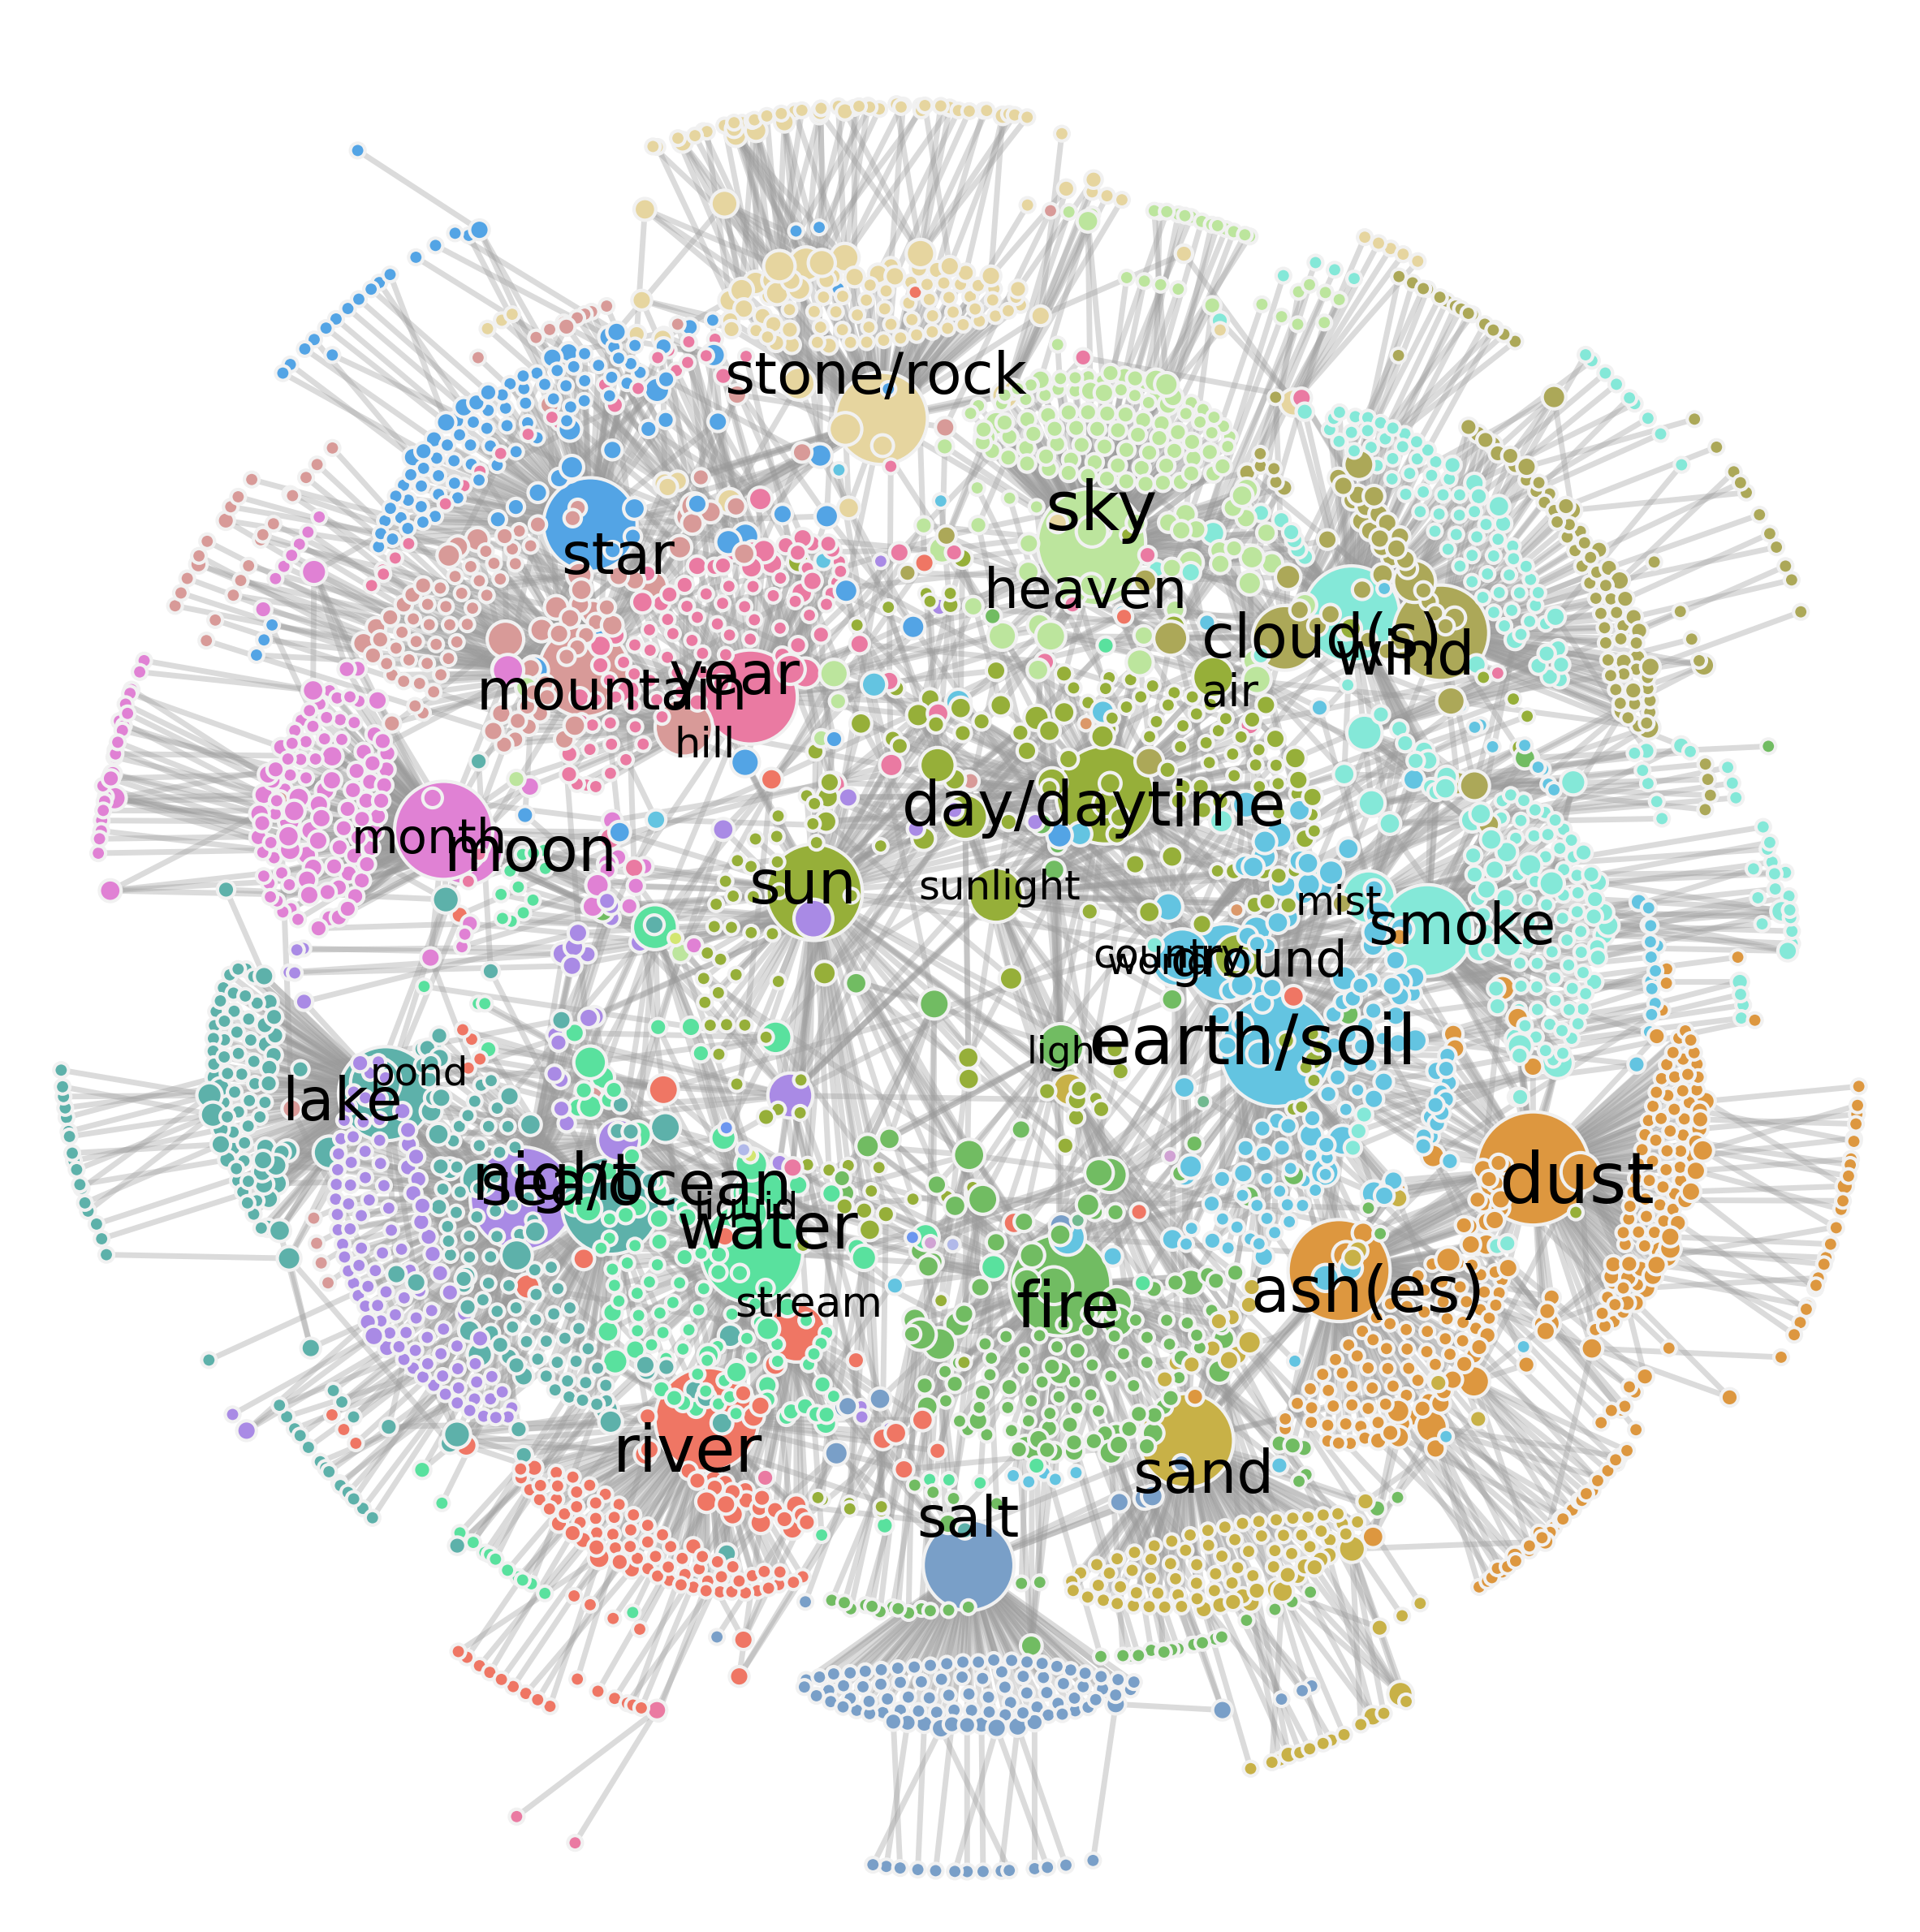 stone/rock
sky
star
heaven
cloud(s)
wind
year
mountain
air
hill
day/daytime
month
moon
sun
sunlight
mist
smoke
country
world
ground
earth/soil
light
pond
lake
dust
night
sea/ocean
liquid
water
stream
fire
ash(es)
river
sand
salt